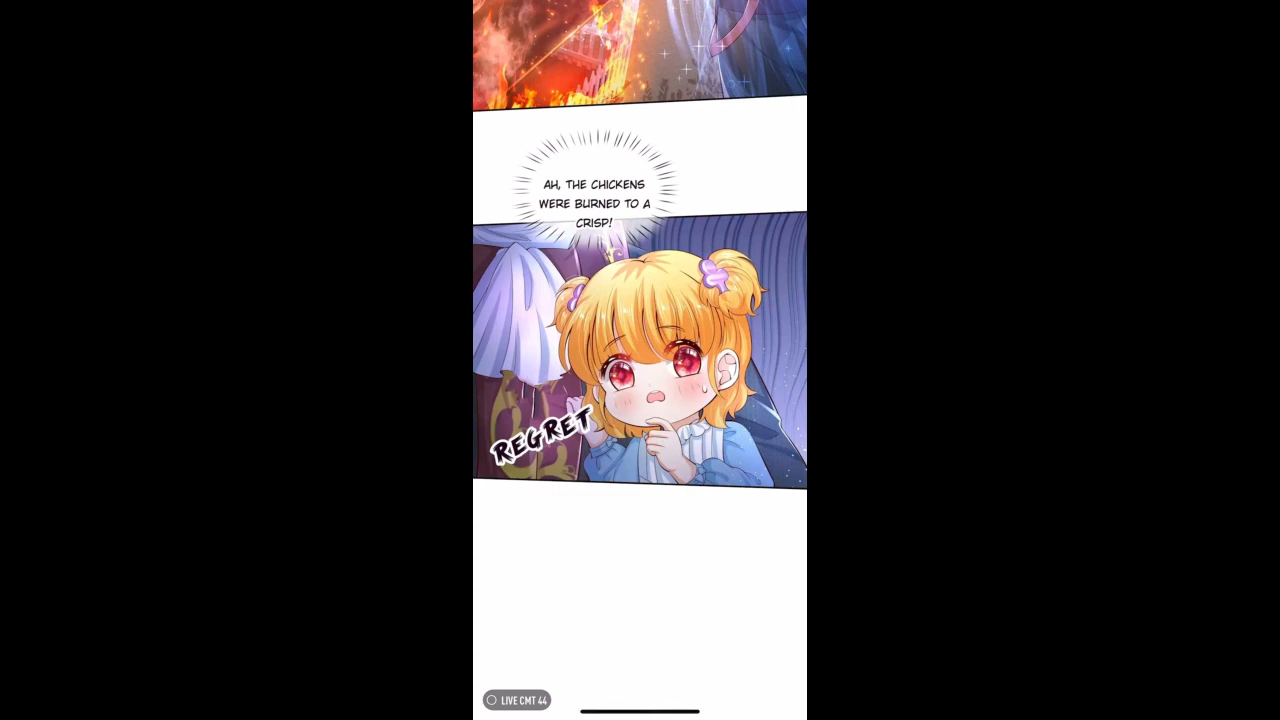 AH, THE CHICKENS
WERE BURNED TO A
CRISP!
REGRET
LIVE CMT 44